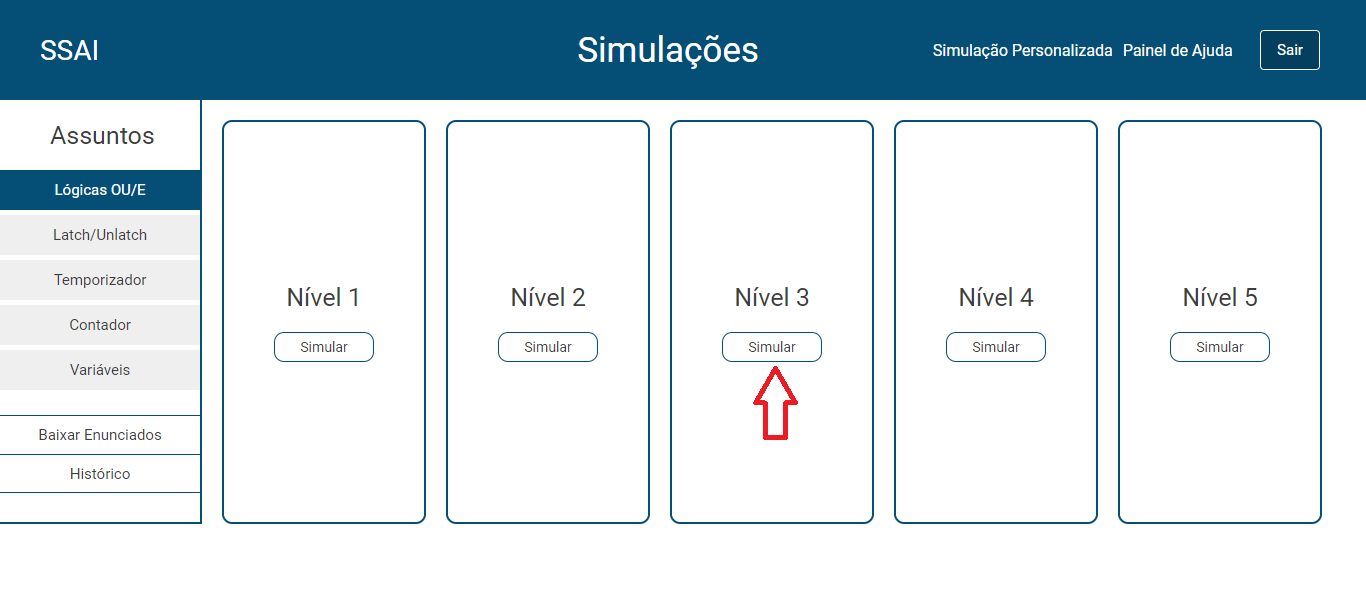 SSAI
Simulações
Simulação Personalizada
Painel de Ajuda
Sair
Assuntos
Lógicas OU/E
Latch/Unlatch
Temporizador
Contador
Variáveis
Baixar Enunciados
Histórico
Nível 1
Simular
Nível 2
Simular
Nível 3
Simular
Nível 4
Simular
Nível 5
Simular